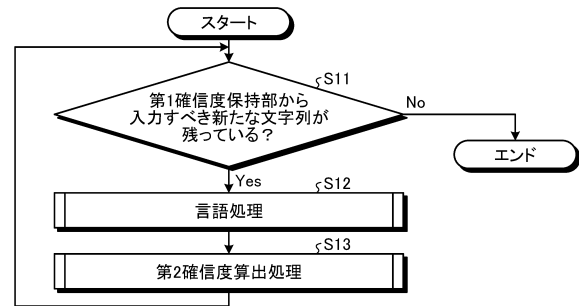 スタート
S11
第1確信度保持部から
入力すべき新たな文字列が
残っている？
No
エンド
Yes
S12
言語処理
S13
第2確信度算出処理